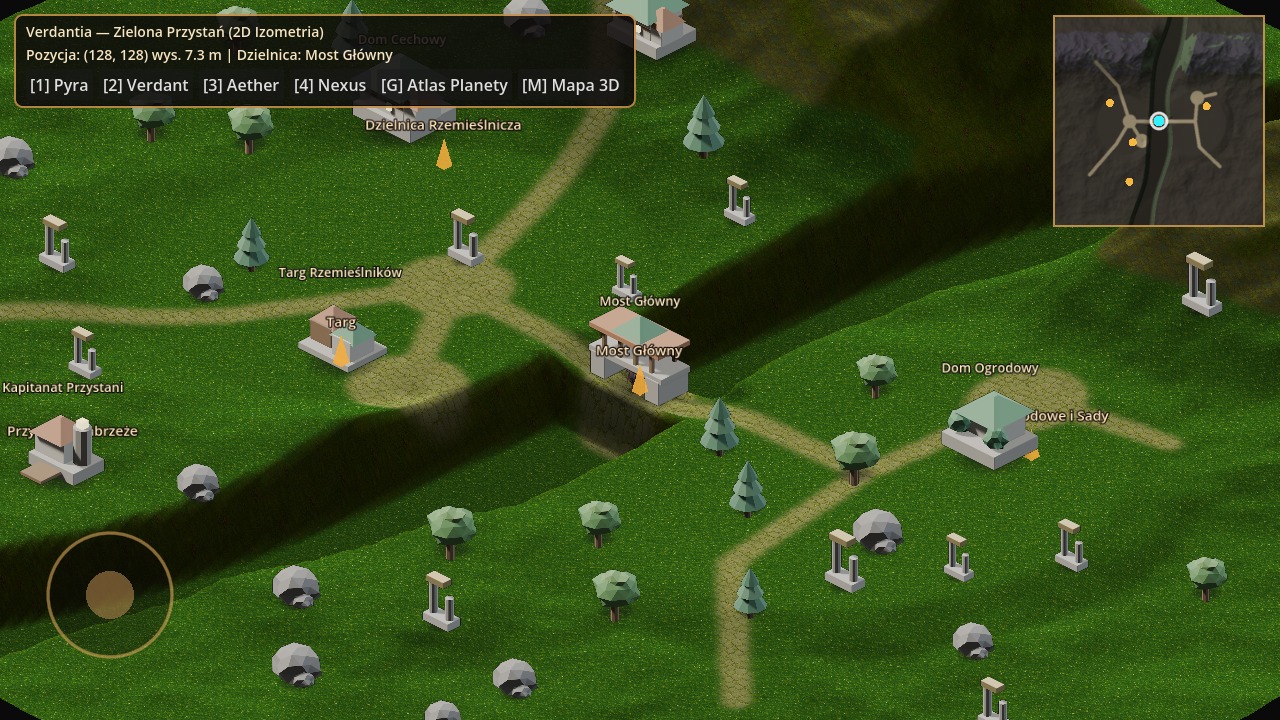 Verdantia — Zielona Przystań (2D Izometria)
Pozycja: (128, 128) wys. 7.3 m | Dzielnica: Most Główny
[1] Pyra [2] Verdant [3] Aether [4] Nexus [G] Atlas Planety [M] Mapa 3D
Dom Cechowy
Dzielnica Rzemieślnicza
Targ Rzemieślników
Most Główny
Targ
Most Główny
Dom Ogrodowy
Kapitanat Przystani
i Sady